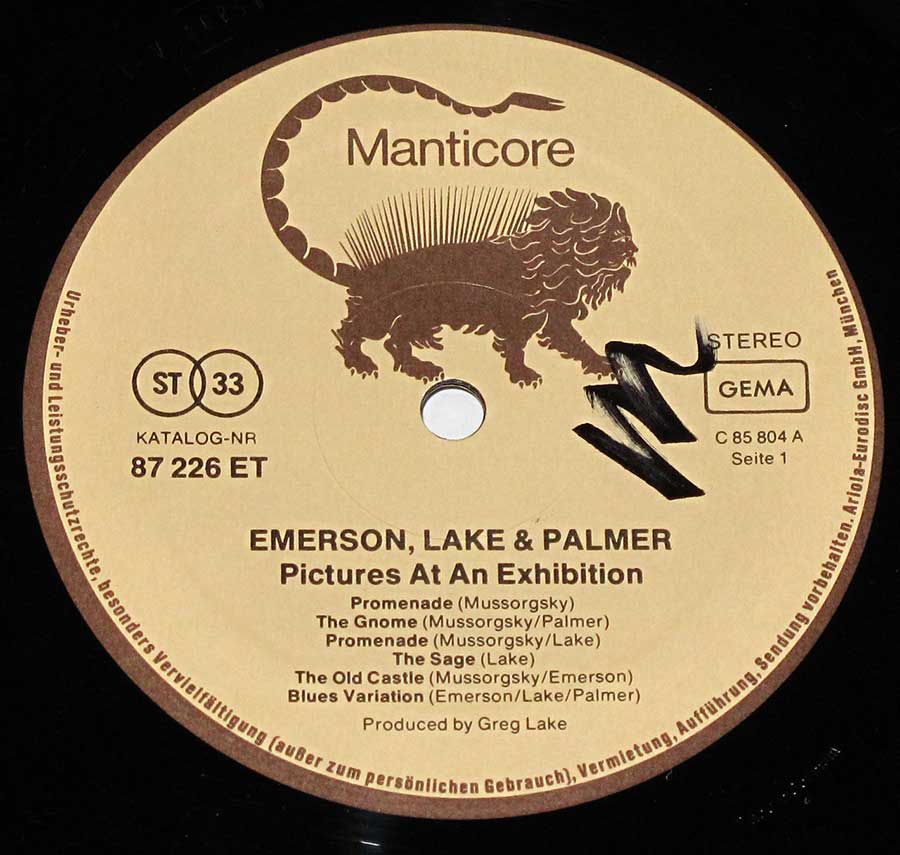 Manticore
ST 33
KATALOG-NR
87 226 ET
STEREO
GEMA
C 85 804 A
Seite 1
EMERSON, LAKE & PALMER
Pictures At An Exhibition
Promenade (Mussorgsky)
The Gnome (Mussorgsky/Palmer)
Promenade (Mussorgsky/Lake)
The Sage (Lake)
The Old Castle (Mussorgsky/Emerson)
Blues Variation (Emerson/Lake/Palmer)
Produced by Greg Lake
Urheber- und Leistungsschutzrechte, besonders Vervielfältigung (außer zum persönlichen Gebrauch), Vermietung, Aufführung, Sendung vorbehalten. Ariola-Eurodisc GmbH, München